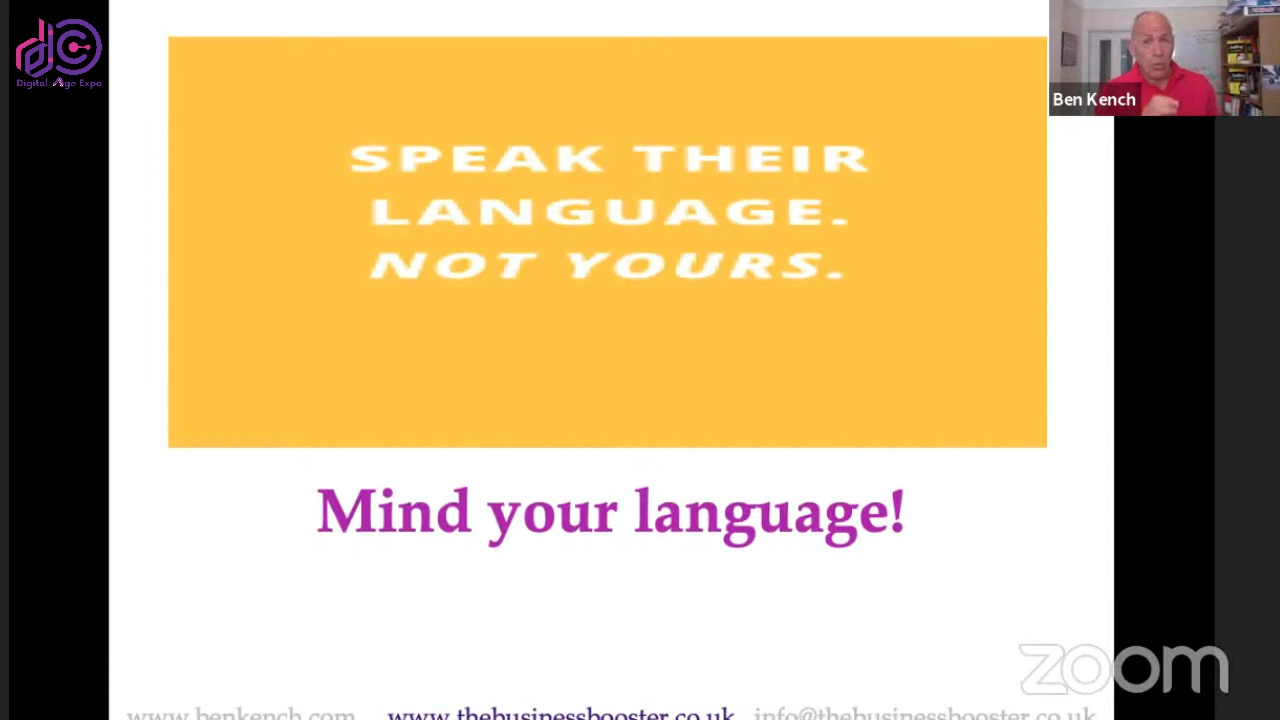 Digital Age Expo
Ben Kench
SPEAK THEIR
LANGUAGE.
NOT YOURS.
Mind your language!
zoom
www.benkench.com www.thebusinessbooster.co.uk info@thebusinessbooster.co.uk